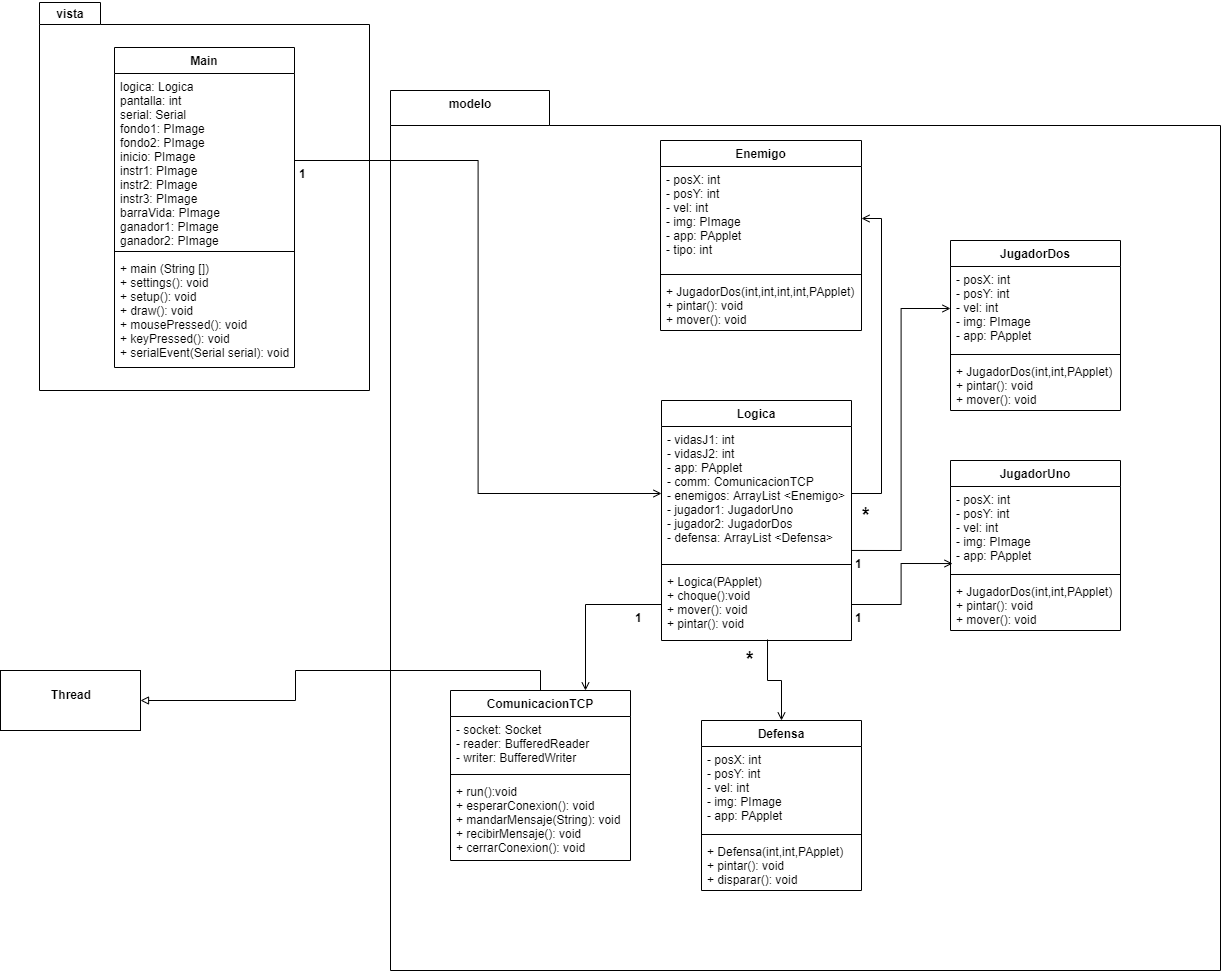 vista
Main
logica: Logica
pantalla: int
serial: Serial
fondo1: PImage
fondo2: PImage
inicio: PImage
instr1: PImage
instr2: PImage
instr3: PImage
barraVida: PImage
ganador1: PImage
ganador2: PImage
+ main (String [])
+ settings(): void
+ setup(): void
+ draw(): void
+ mousePressed(): void
+ keyPressed(): void
+ serialEvent(Serial serial): void
1
modelo
Enemigo
- posX: int
- posY: int
- vel: int
- img: PImage
- app: PApplet
- tipo: int
+ JugadorDos(int,int,int,int,PApplet)
+ pintar(): void
+ mover(): void
JugadorDos
- posX: int
- posY: int
- vel: int
- img: PImage
- app: PApplet
+ JugadorDos(int,int,PApplet)
+ pintar(): void
+ mover(): void
Logica
- vidasJ1: int
- vidasJ2: int
- app: PApplet
- comm: ComunicacionTCP
- enemigos: ArrayList <Enemigo>
- jugador1: JugadorUno
- jugador2: JugadorDos
- defensa: ArrayList <Defensa>
+ Logica(PApplet)
+ choque():void
+ mover(): void
+ pintar(): void
*
1
1
1
*
JugadorUno
- posX: int
- posY: int
- vel: int
- img: PImage
- app: PApplet
+ JugadorDos(int,int,PApplet)
+ pintar(): void
+ mover(): void
Thread
ComunicacionTCP
- socket: Socket
- reader: BufferedReader
- writer: BufferedWriter
+ run():void
+ esperarConexion(): void
+ mandarMensaje(String): void
+ recibirMensaje(): void
+ cerrarConexion(): void
Defensa
- posX: int
- posY: int
- vel: int
- img: PImage
- app: PApplet
+ Defensa(int,int,PApplet)
+ pintar(): void
+ disparar(): void